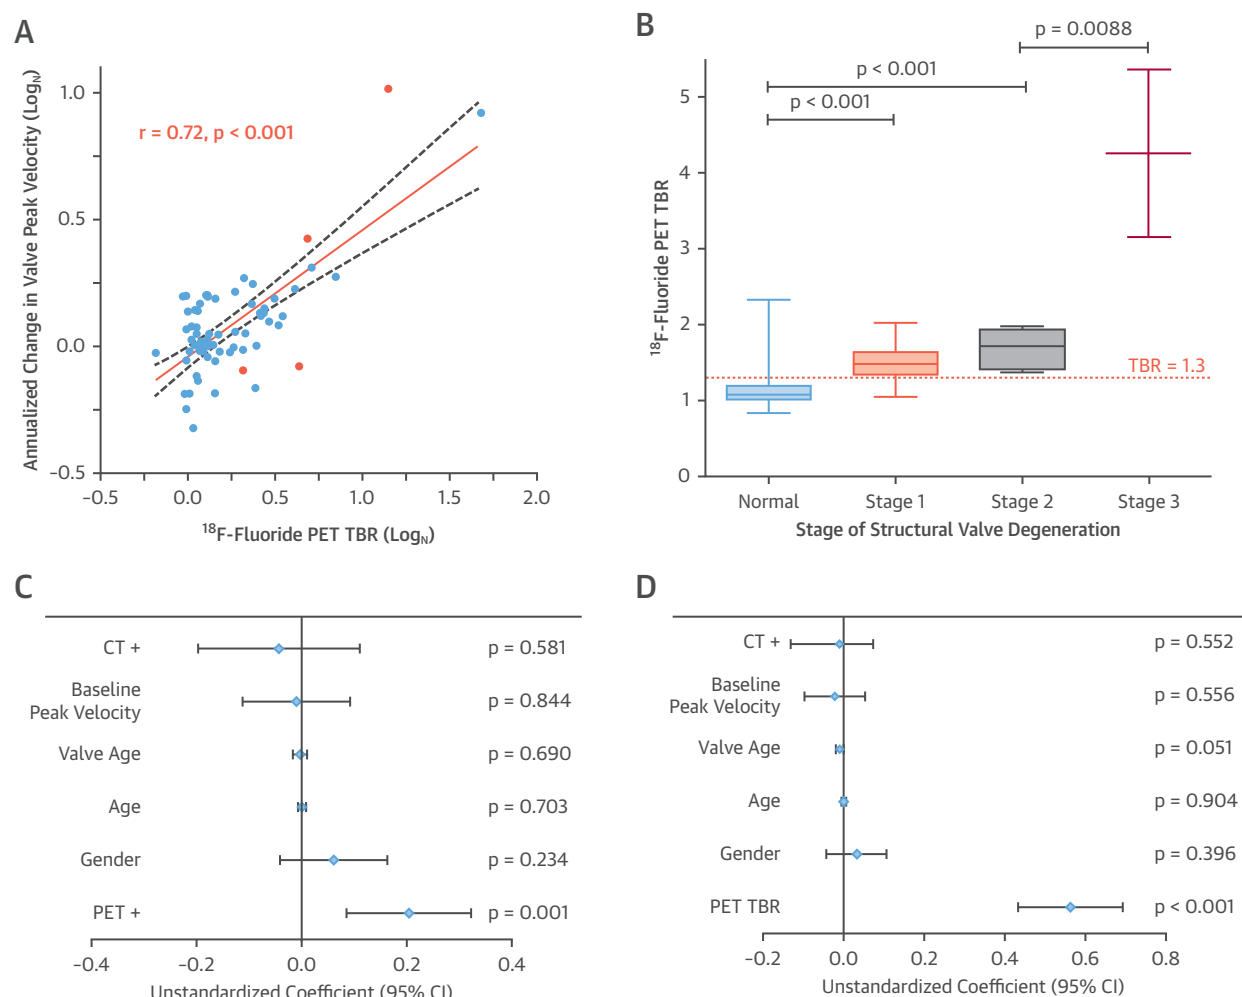 A
Annualized Change in Valve Peak Velocity (Log_N)
1.0
0.5
0.0
−0.5
r = 0.72, p < 0.001
−0.5 0.0 0.5 1.0 1.5 2.0
¹⁸F-Fluoride PET TBR (Log_N)
B
¹⁸F-Fluoride PET TBR
5
4
3
2
1
0
p = 0.0088
p < 0.001
p < 0.001
TBR = 1.3
Normal Stage 1 Stage 2 Stage 3
Stage of Structural Valve Degeneration
C
CT + p = 0.581
Baseline
Peak Velocity p = 0.844
Valve Age p = 0.690
Age p = 0.703
Gender p = 0.234
PET + p = 0.001
−0.4 −0.2 0.0 0.2 0.4
Unstandardized Coefficient (95% CI)
D
CT + p = 0.552
Baseline
Peak Velocity p = 0.556
Valve Age p = 0.051
Age p = 0.904
Gender p = 0.396
PET TBR p < 0.001
−0.2 0.0 0.2 0.4 0.6 0.8
Unstandardized Coefficient (95% CI)